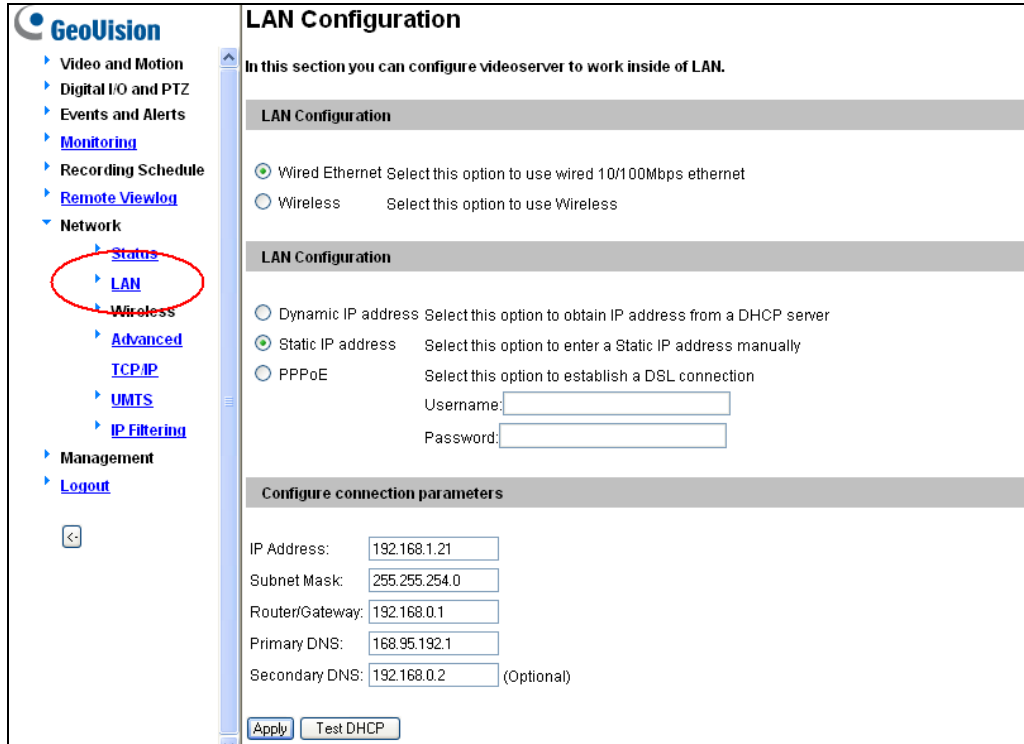 GeoVision
Video and Motion
Digital I/O and PTZ
Events and Alerts
Monitoring
Recording Schedule
Remote Viewlog
Network
Status
LAN
Wireless
Advanced
TCP/IP
UMTS
IP Filtering
Management
Logout
<-
LAN Configuration
In this section you can configure videoserver to work inside of LAN.
LAN Configuration
Wired Ethernet Select this option to use wired 10/100Mbps ethernet
Wireless Select this option to use Wireless
LAN Configuration
Dynamic IP address Select this option to obtain IP address from a DHCP server
Static IP address Select this option to enter a Static IP address manually
PPPoE Select this option to establish a DSL connection
Username:
Password:
Configure connection parameters
IP Address: 192.168.1.21
Subnet Mask: 255.255.254.0
Router/Gateway: 192.168.0.1
Primary DNS: 168.95.192.1
Secondary DNS: 192.168.0.2 (Optional)
Apply Test DHCP